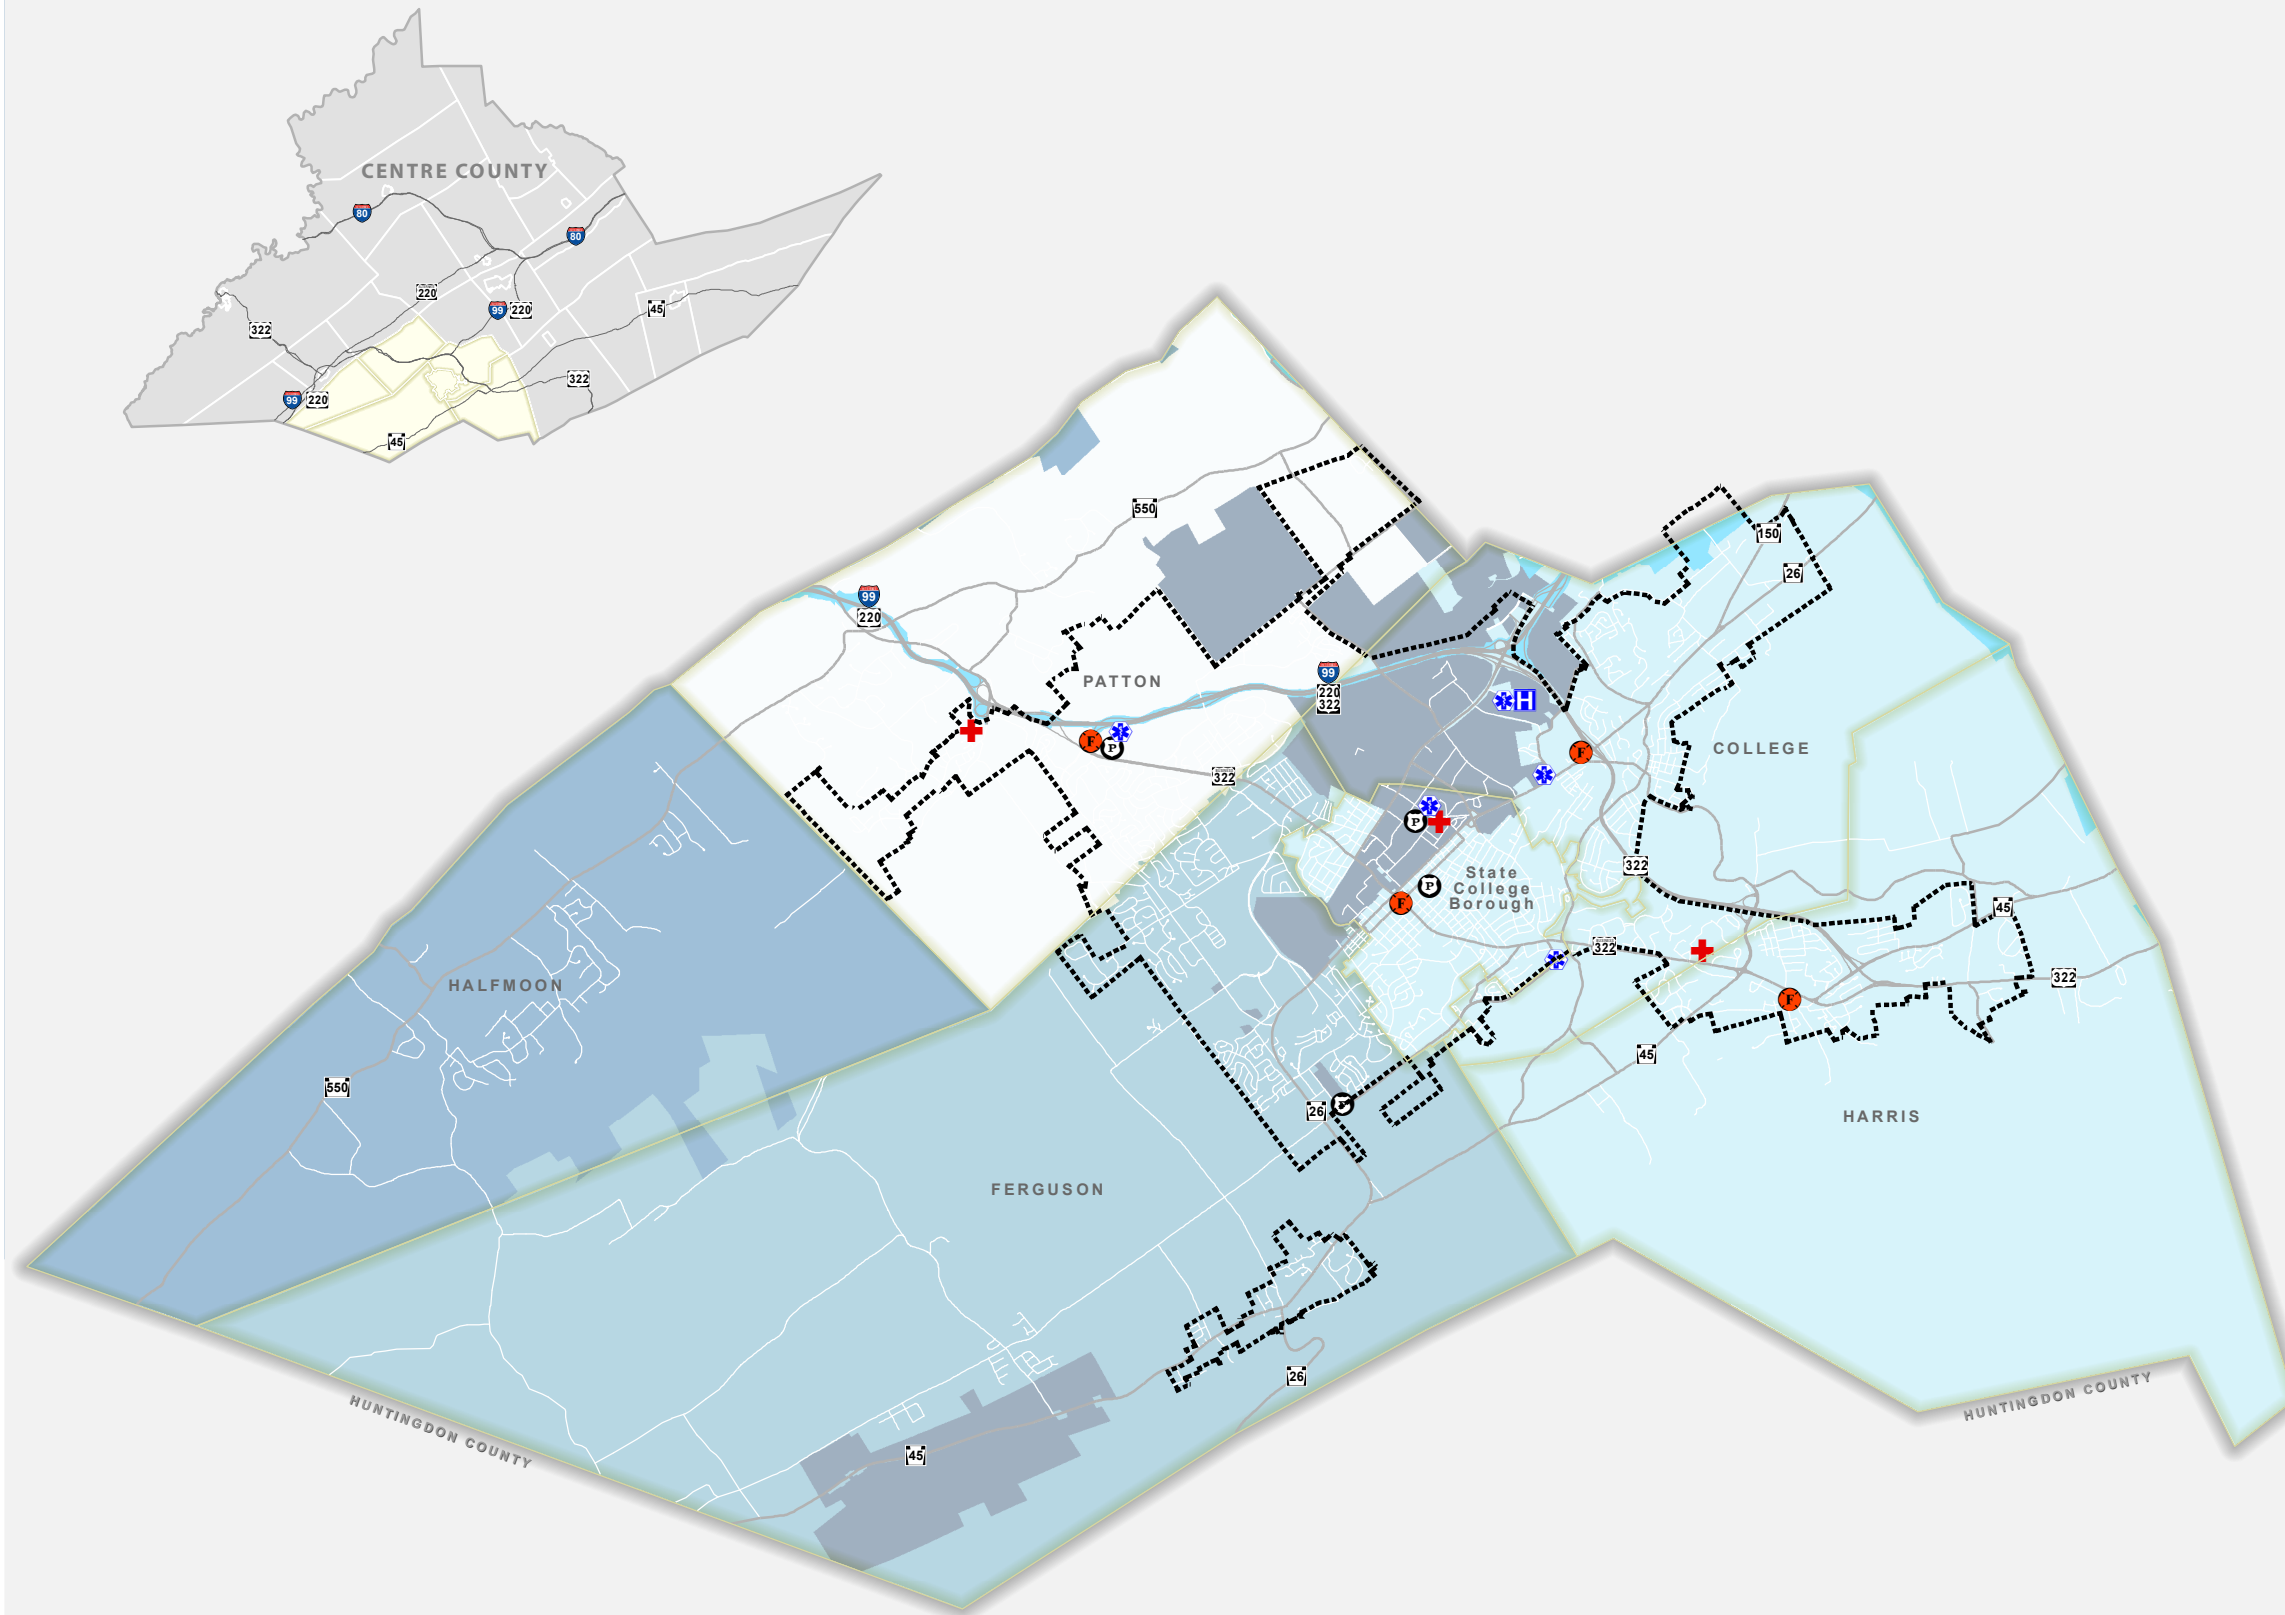 CENTRE COUNTY
80
80
220
99
220
45
322
322
99
220
45
550
150
26
99
220
PATTON
99
220
322
H
COLLEGE
F
P
F
322
P
322
State
College
Borough
P
F
45
322
322
HALFMOON
F
45
550
26
P
HARRIS
FERGUSON
26
HUNTINGDON COUNTY
HUNTINGDON COUNTY
45